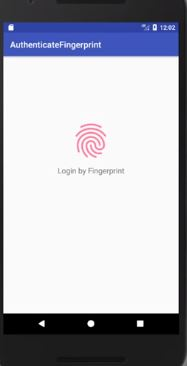 12:02
AuthenticateFingerprint
Login by Fingerprint